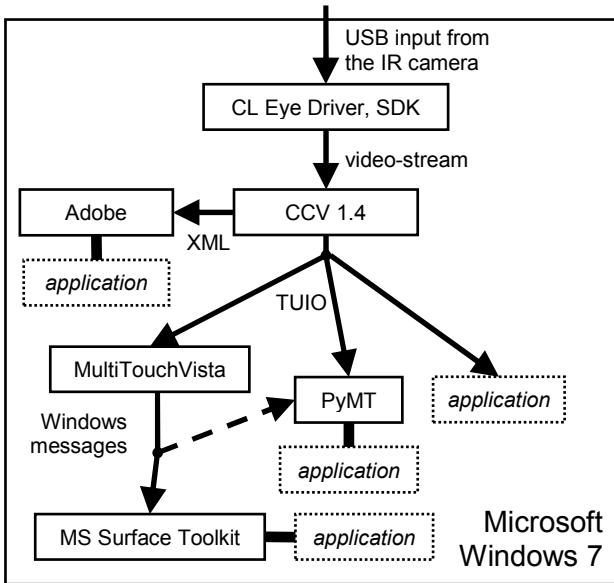 USB input from
the IR camera
CL Eye Driver, SDK
video-stream
Adobe
CCV 1.4
XML
application
TUIO
MultiTouchVista
PyMT
application
Windows
messages
application
MS Surface Toolkit
application
Microsoft
Windows 7